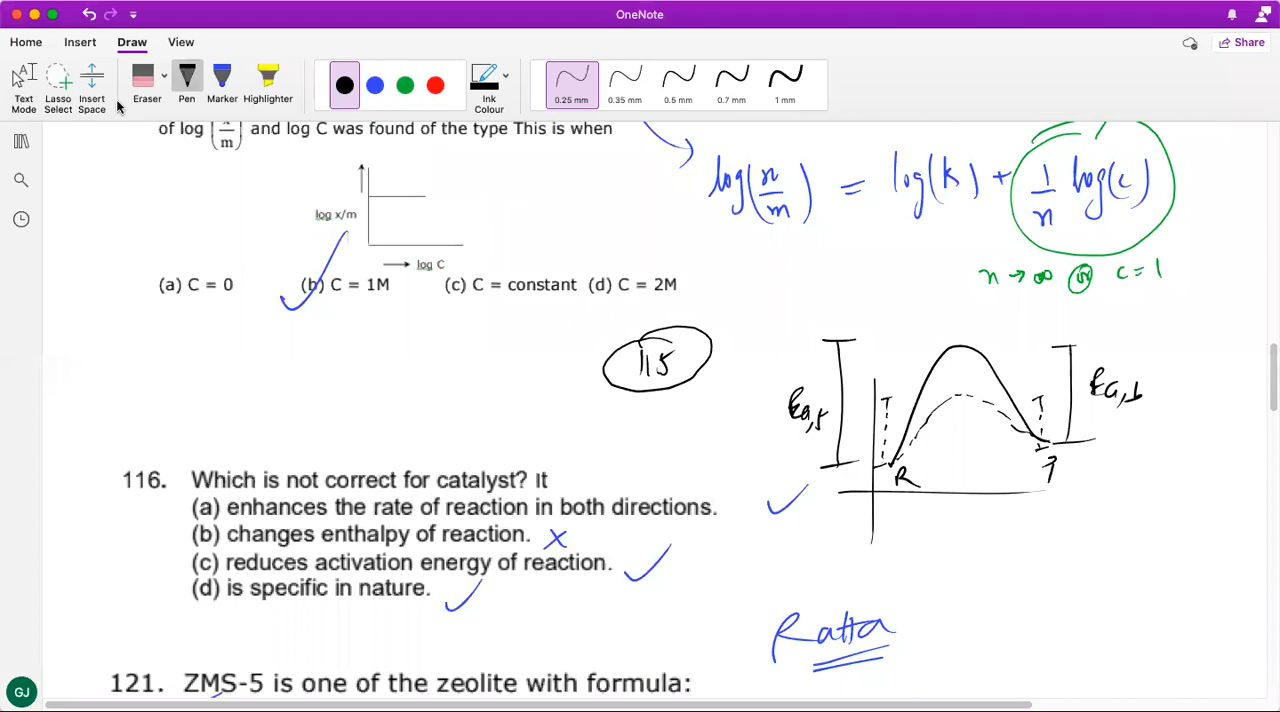 OneNote
Home Insert Draw View
Share
Text Mode
Lasso Select
Insert Space
Eraser
Pen
Marker
Highlighter
Ink Colour
0.25 mm
0.35 mm
0.5 mm
0.7 mm
1 mm
of log (x/m) and log C was found of the type This is when
log(x/m) = log(k) + 1/n log(c)
n → ∞ or c = 1
log x/m
log C
(a) C = 0 (b) C = 1M (c) C = constant (d) C = 2M
115
Ea,f
Ea,b
R
P
116. Which is not correct for catalyst? It
(a) enhances the rate of reaction in both directions.
(b) changes enthalpy of reaction.
(c) reduces activation energy of reaction.
(d) is specific in nature.
Ratta
121. ZMS-5 is one of the zeolite with formula:
GJ